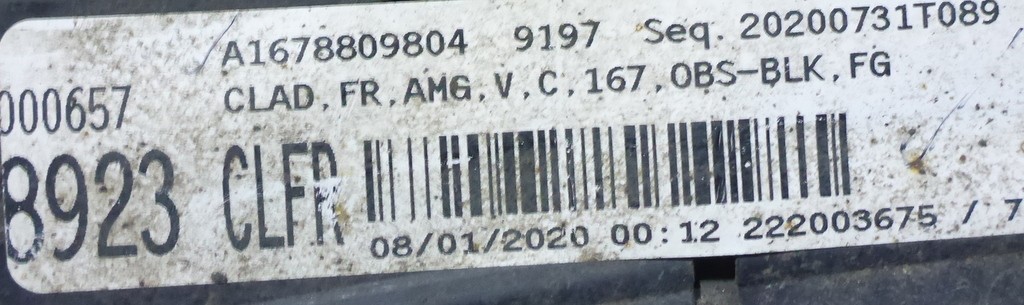 A1678809804 9197 Seq. 20200731T089
000657 CLAD,FR,AMG,V,C,167,OBS-BLK,FG
8923 CLFR
08/01/2020 00:12 222003675 / 7